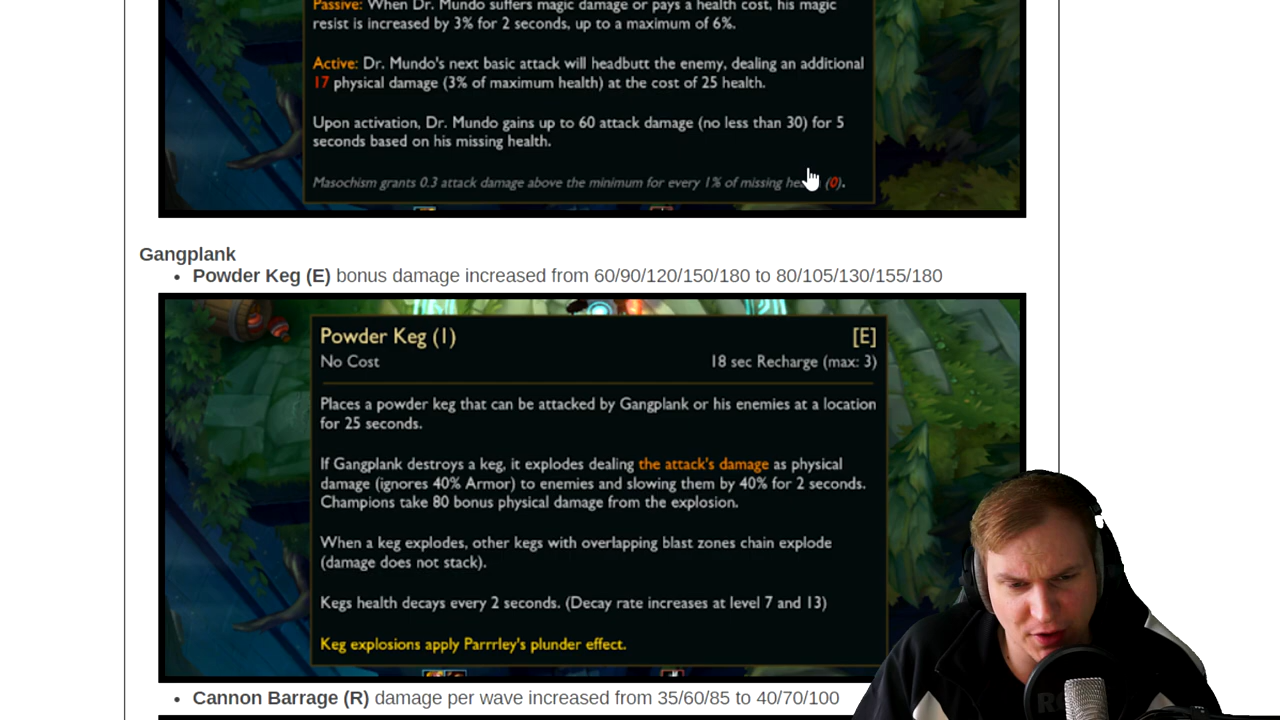 Passive: When Dr. Mundo suffers magic damage or pays a health cost, his magic
resist is increased by 3% for 2 seconds, up to a maximum of 6%.
Active: Dr. Mundo's next basic attack will headbutt the enemy, dealing an additional
17 physical damage (3% of maximum health) at the cost of 25 health.
Upon activation, Dr. Mundo gains up to 60 attack damage (no less than 30) for 5
seconds based on his missing health.
Masochism grants 0.3 attack damage above the minimum for every 1% of missing (0).
Gangplank
• Powder Keg (E) bonus damage increased from 60/90/120/150/180 to 80/105/130/155/180
Powder Keg (1) [E]
No Cost 18 sec Recharge (max: 3)
Places a powder keg that can be attacked by Gangplank or his enemies at a location
for 25 seconds.
If Gangplank destroys a keg, it explodes dealing the attack's damage as physical
damage (ignores 40% Armor) to enemies and slowing them by 40% for 2 seconds.
Champions take 80 bonus physical damage from the explosion.
When a keg explodes, other kegs with overlapping blast zones chain explode
(damage does not stack).
Kegs health decays every 2 seconds. (Decay rate increases at level 7 and 13)
Keg explosions apply Parrrley's plunder effect.
• Cannon Barrage (R) damage per wave increased from 35/60/85 to 40/70/100